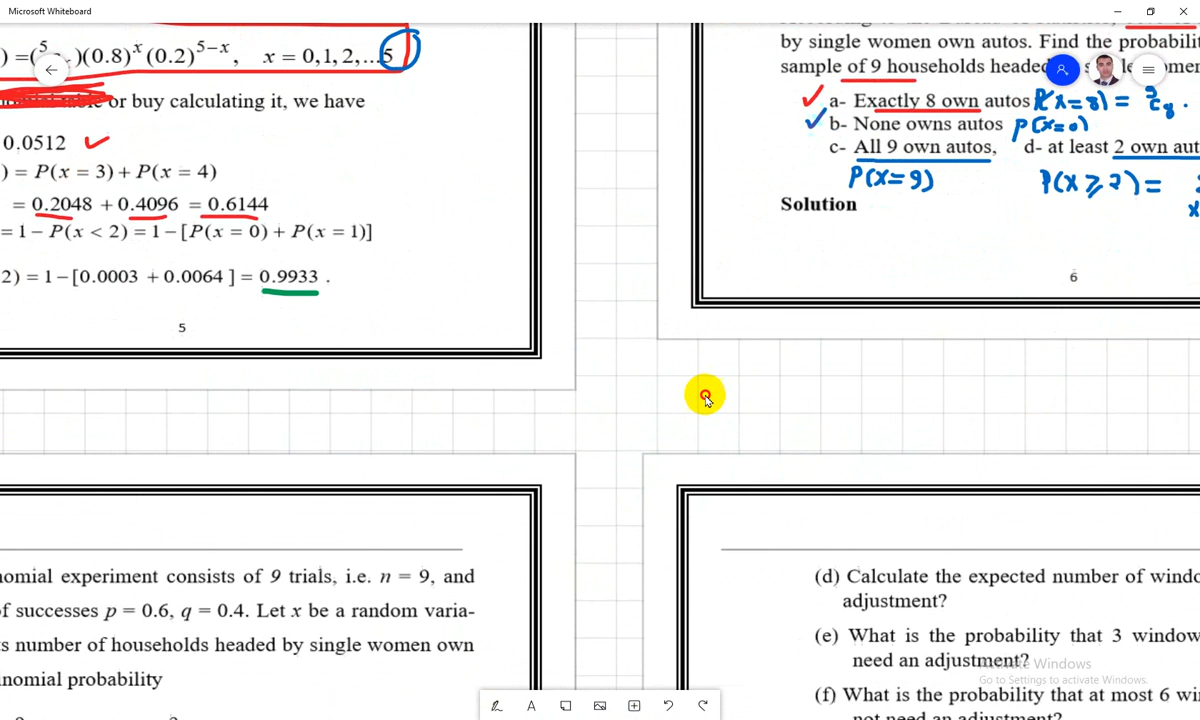 Microsoft Whiteboard
) = (5 )(0.8)^x (0.2)^{5-x}, x = 0,1,2,...5
or buy calculating it, we have
0.0512
) = P(x = 3) + P(x = 4)
= 0.2048 + 0.4096 = 0.6144
= 1 − P(x < 2) = 1 − [P(x = 0) + P(x = 1)]
2) = 1 − [0.0003 + 0.0064 ] = 0.9933 .
5
by single women own autos. Find the probabili
sample of 9 households headed
a- Exactly 8 own autos P(x=8) = 9C8 .
b- None owns autos P(x=0)
c- All 9 own autos, d- at least 2 own aut
P(x=9) P(x≥2) =
Solution
6
nomial experiment consists of 9 trials, i.e. n = 9, and
of successes p = 0.6, q = 0.4. Let x be a random varia-
s number of households headed by single women own
nomial probability
(d) Calculate the expected number of windo
adjustment?
(e) What is the probability that 3 window
need an adjustment?
(f) What is the probability that at most 6 wi
not need an adjustment?
Activate Windows
Go to Settings to activate Windows.